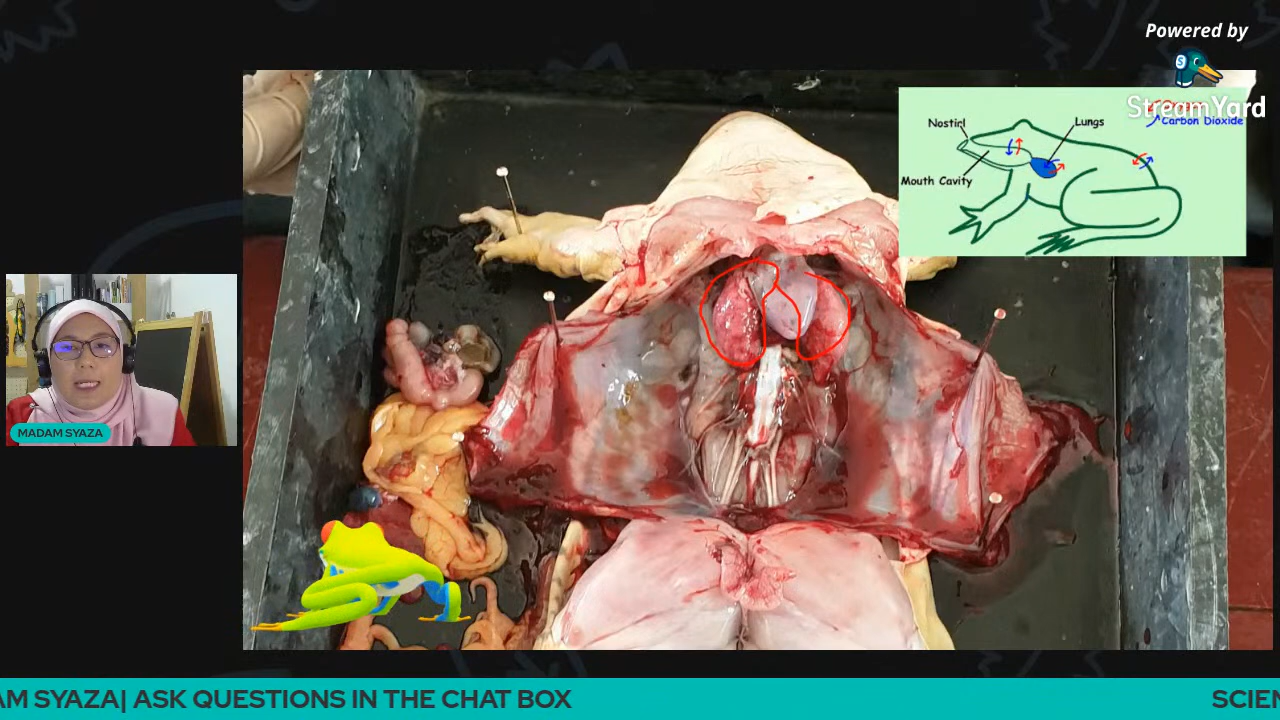 Powered by
StreamYard
Nostril
Lungs
Carbon Dioxide
Mouth Cavity
MADAM SYAZA
AM SYAZA| ASK QUESTIONS IN THE CHAT BOX
SCIEN